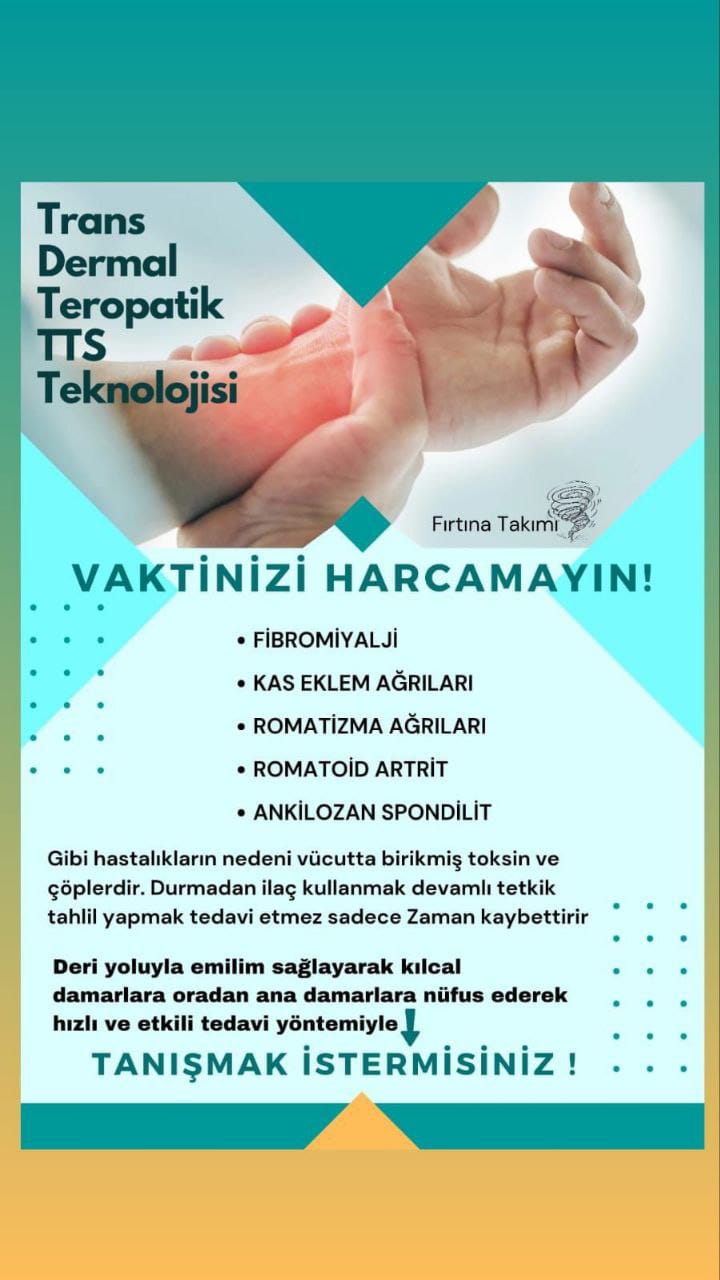 Trans
Dermal
Teropatik
TTS
Teknolojisi
Fırtına Takımı
VAKTİNİZİ HARCAMAYIN!
• FİBROMİYALJİ
• KAS EKLEM AĞRILARI
• ROMATİZMA AĞRILARI
• ROMATOİD ARTRİT
• ANKİLOZAN SPONDİLİT
Gibi hastalıkların nedeni vücutta birikmiş toksin ve
çöplerdir. Durmadan ilaç kullanmak devamlı tetkik
tahlil yapmak tedavi etmez sadece Zaman kaybettirir
Deri yoluyla emilim sağlayarak kılcal
damarlara oradan ana damarlara nüfus ederek
hızlı ve etkili tedavi yöntemiyle
TANIŞMAK İSTERMİSİNİZ !